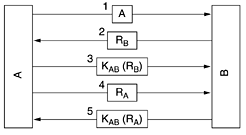 1 A
2 R_B
A
3 K_AB (R_B)
B
4 R_A
5 K_AB (R_A)